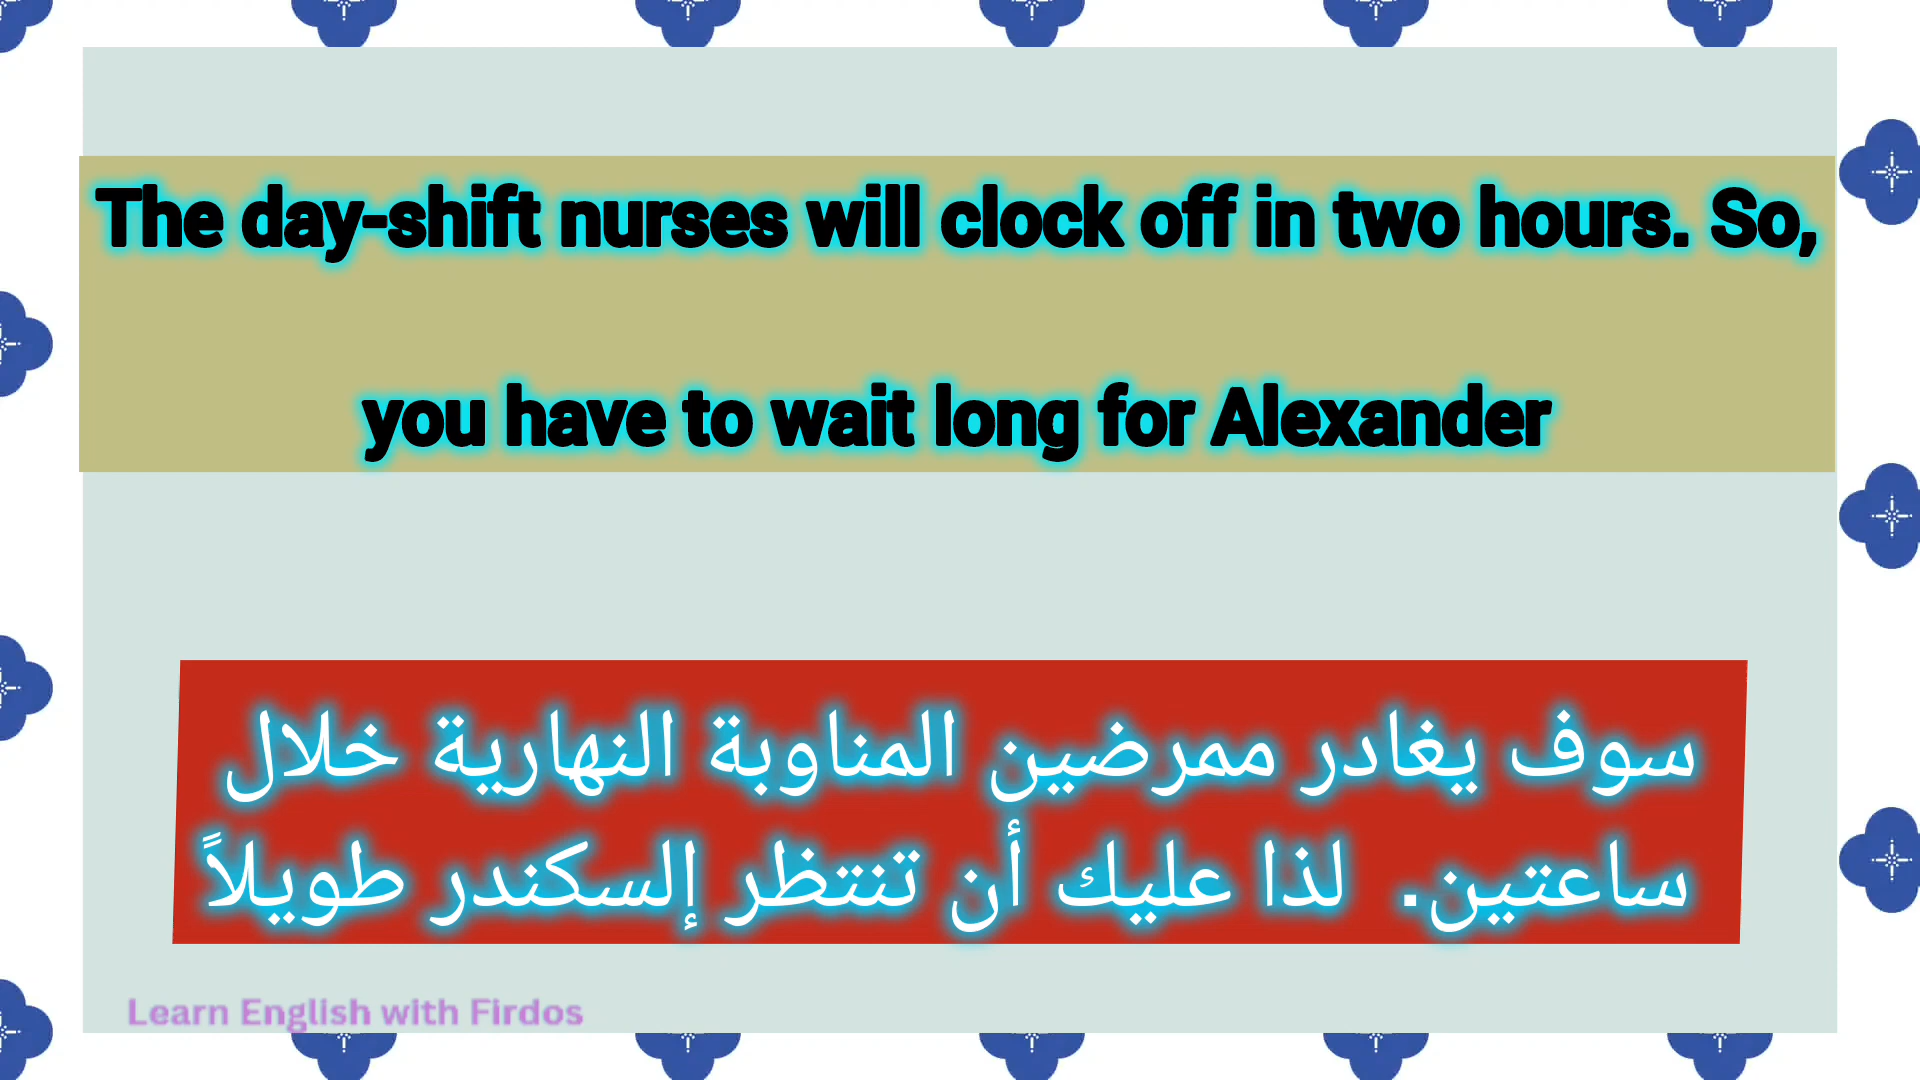 The day-shift nurses will clock off in two hours. So,
you have to wait long for Alexander
سوف يغادر ممرضين المناوبة النهارية خلال
ساعتين. لذا عليك أن تنتظر إلسكندر طويلاً
Learn English with Firdos